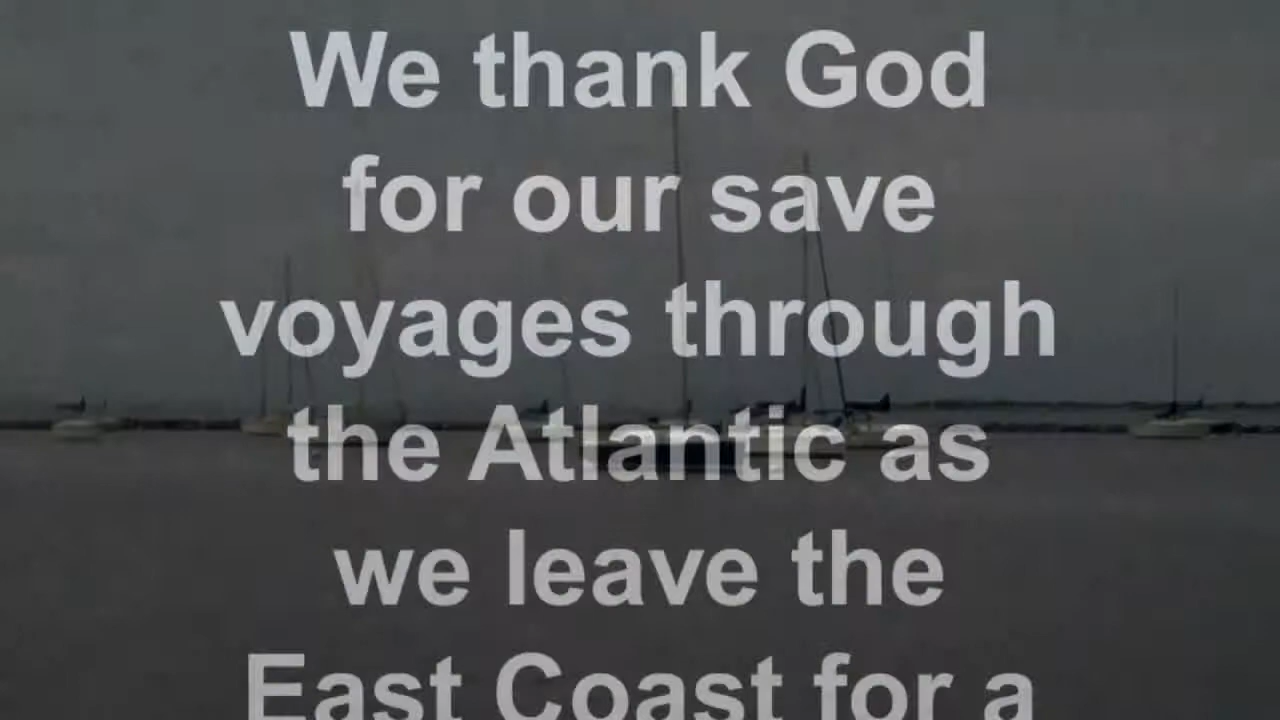 We thank God
for our save
voyages through
the Atlantic as
we leave the
East Coast for a